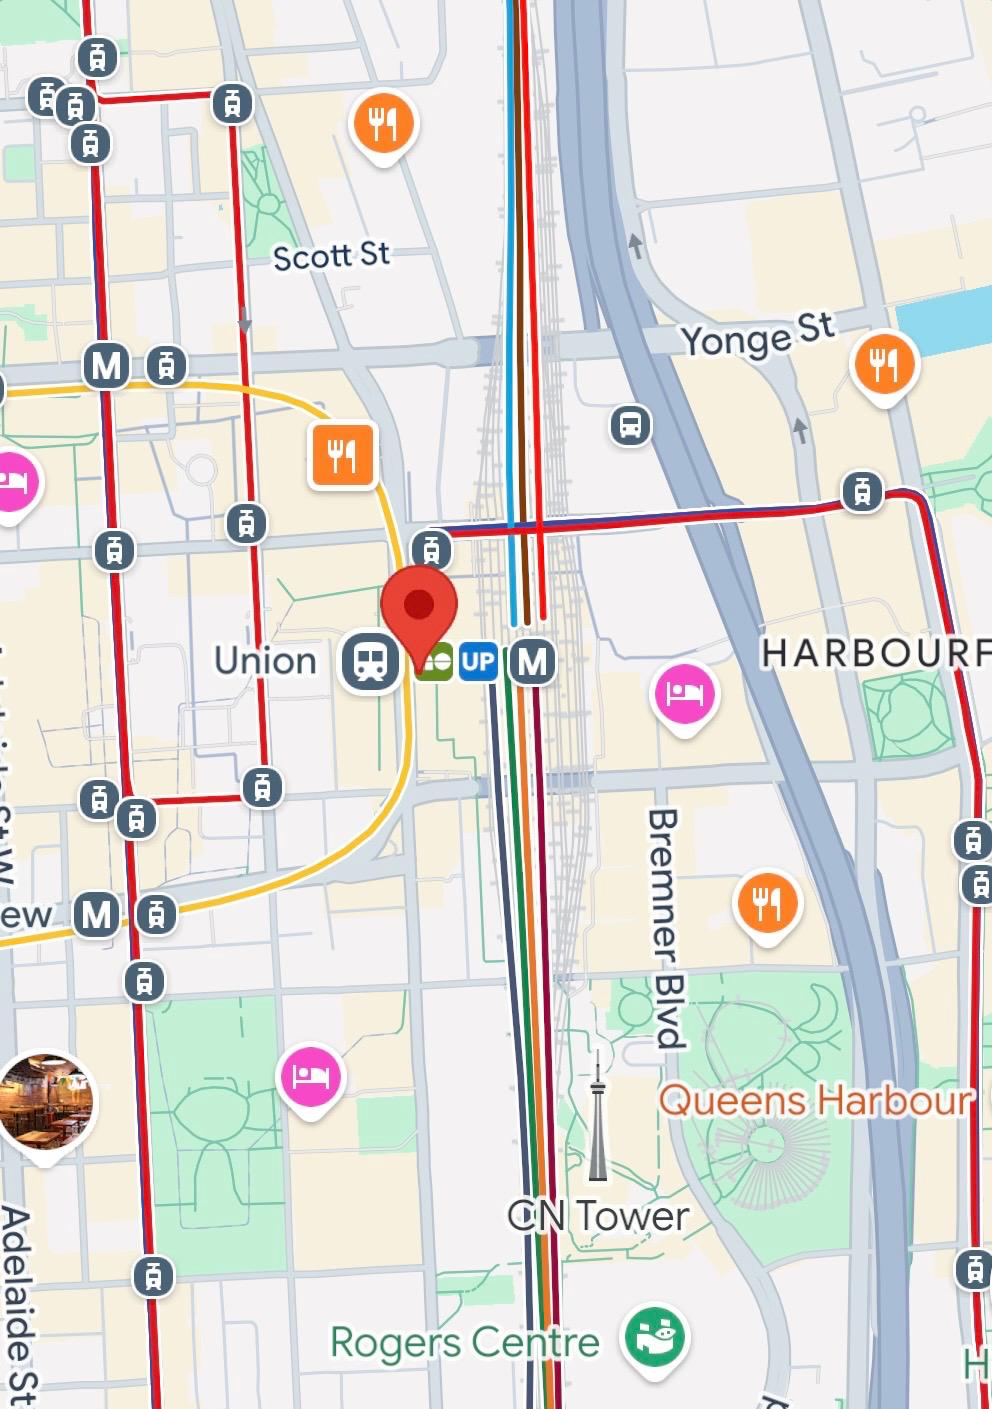 Scott St
Yonge St
M
Union
UP
M
HARBOURF
Bremner Blvd
ew
M
Queens Harbour
CN Tower
Adelaide St
Rogers Centre
H